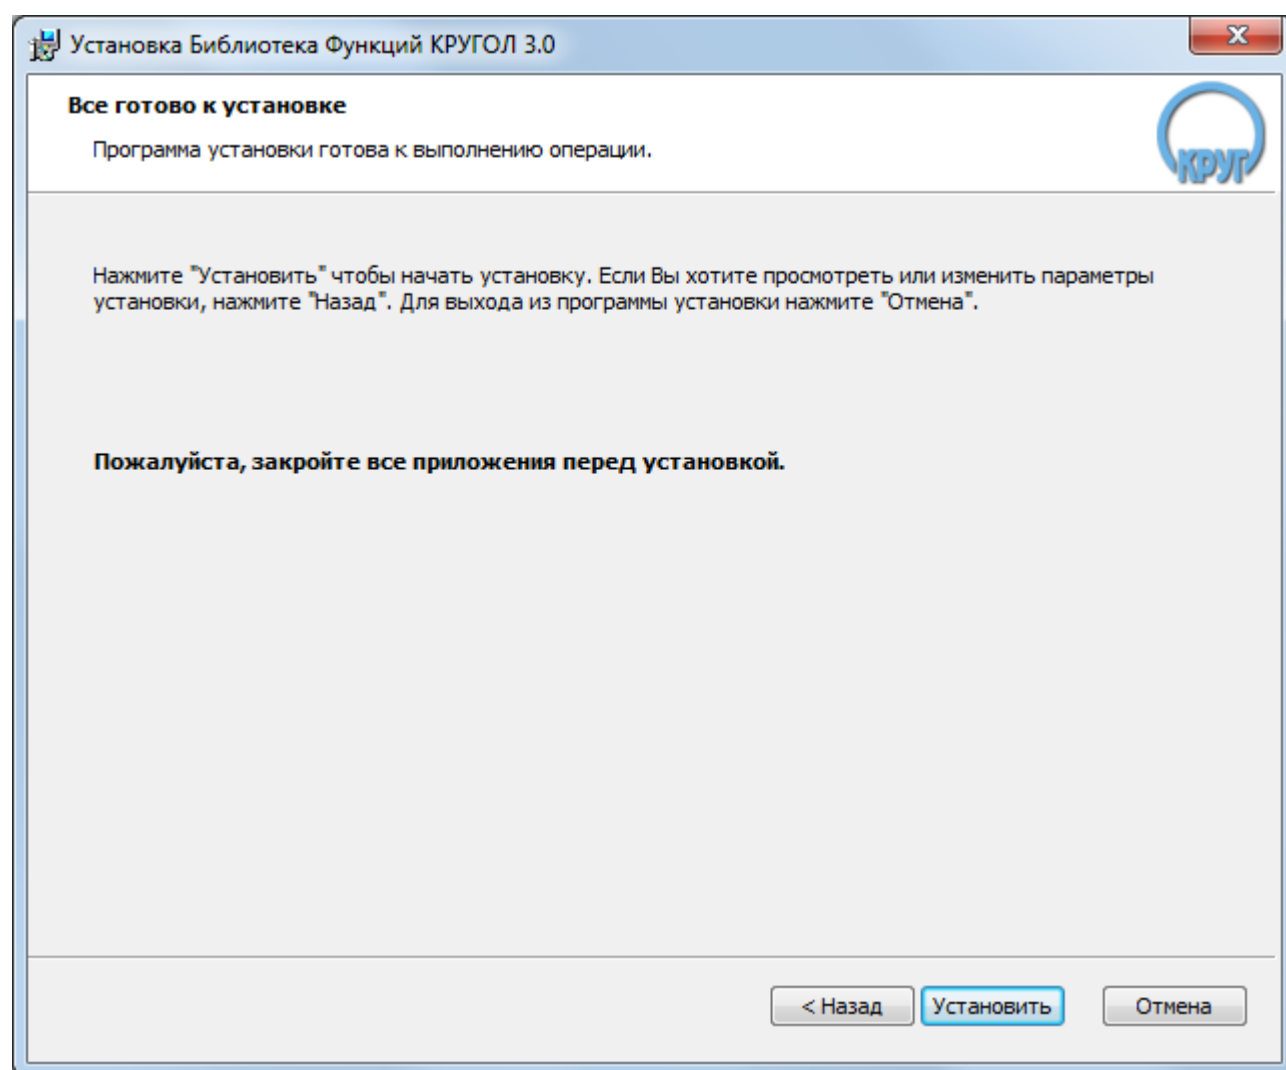 Установка Библиотека Функций КРУГОЛ 3.0
Все готово к установке
Программа установки готова к выполнению операции.
КРУГ
Нажмите "Установить" чтобы начать установку. Если Вы хотите просмотреть или изменить параметры
установки, нажмите "Назад". Для выхода из программы установки нажмите "Отмена".
Пожалуйста, закройте все приложения перед установкой.
< Назад
Установить
Отмена